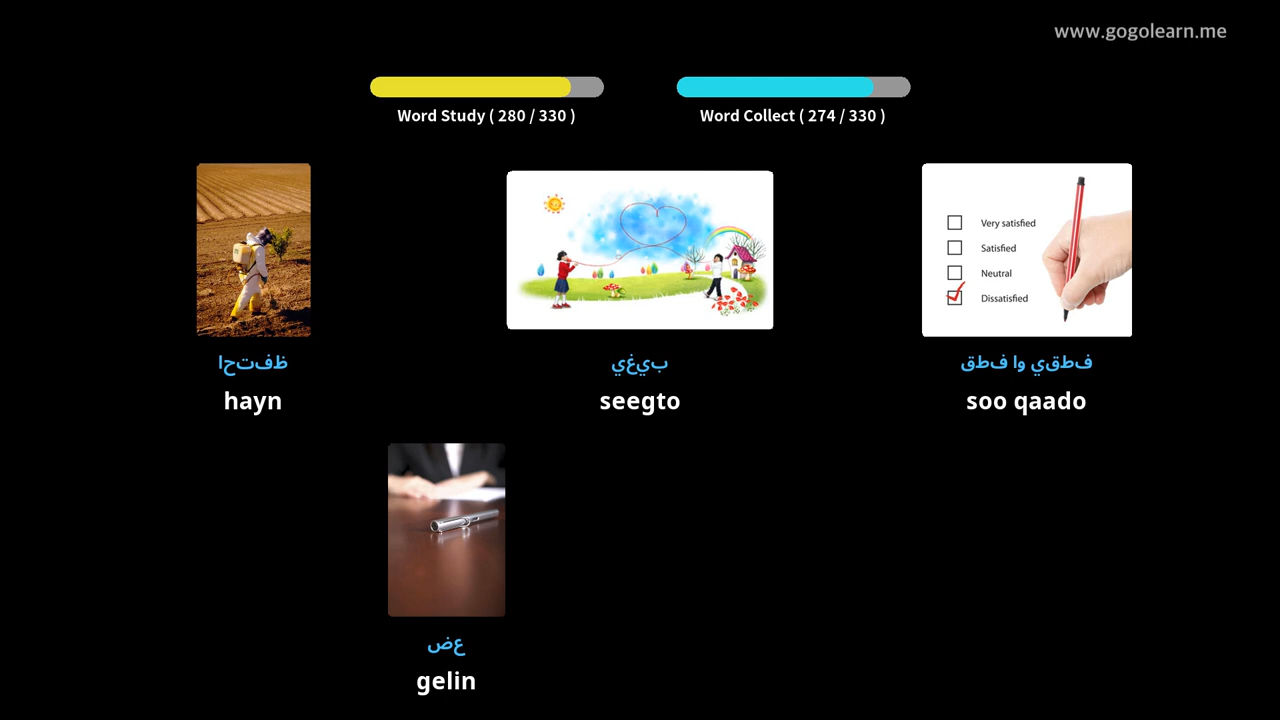 www.gogolearn.me
Word Study ( 280 / 330 )
Word Collect ( 274 / 330 )
Very satisfied
Satisfied
Neutral
Dissatisfied
ظفتحا
بيغي
فطقي وا فطق
hayn
seegto
soo qaado
عض
gelin